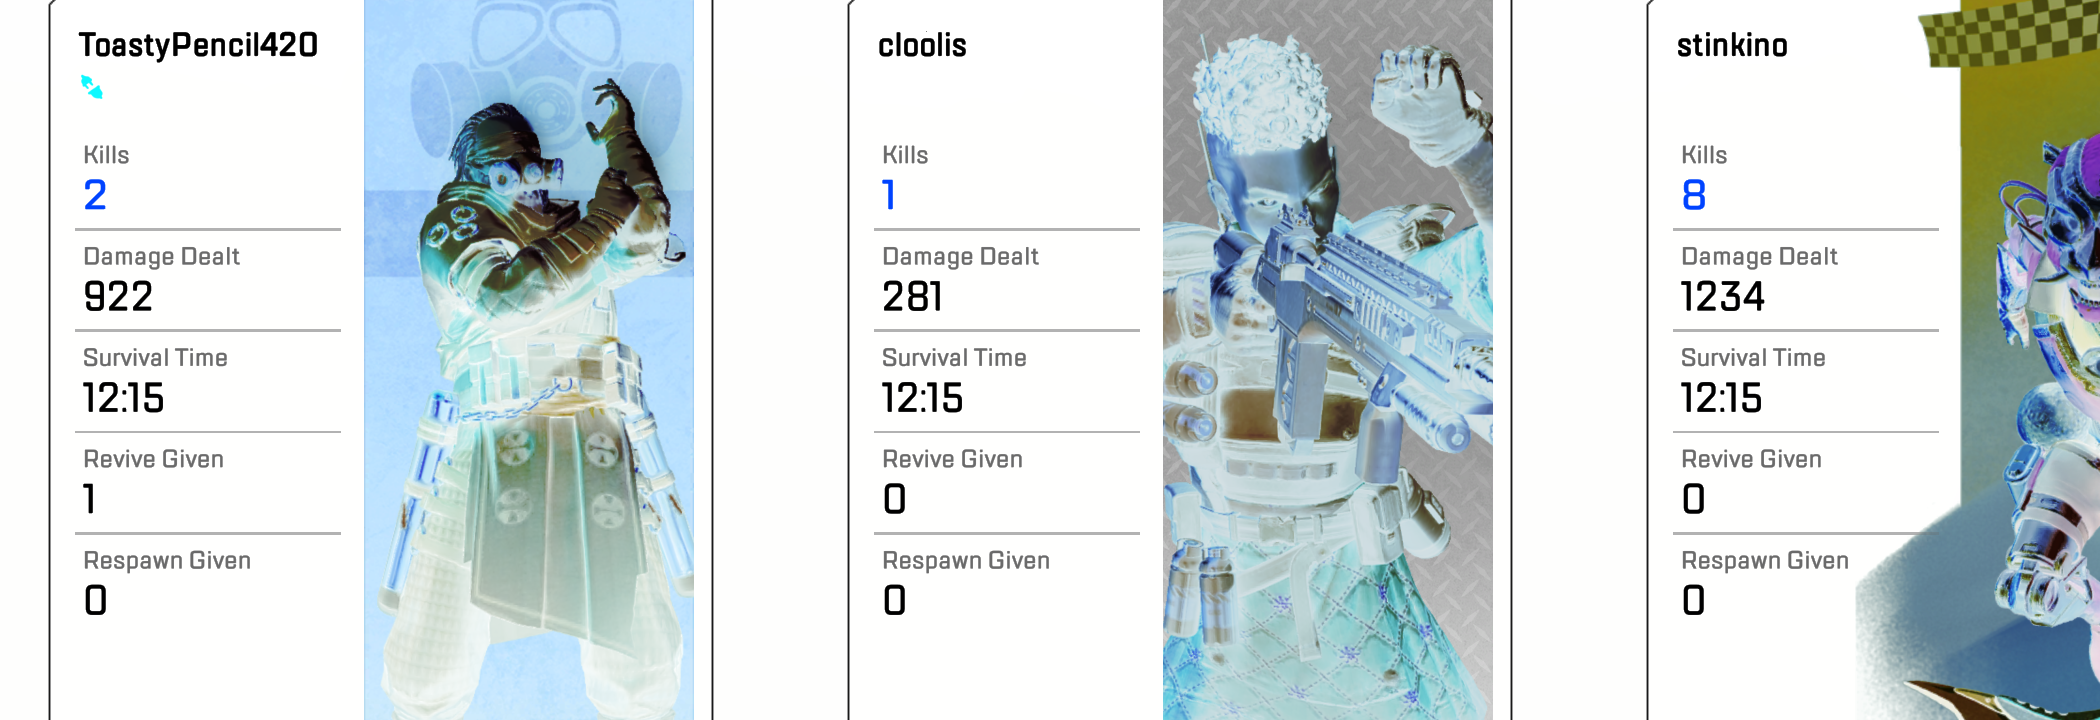 ToastyPencil420
Kills
2
Damage Dealt
922
Survival Time
12:15
Revive Given
1
Respawn Given
0
cloolis
Kills
1
Damage Dealt
281
Survival Time
12:15
Revive Given
0
Respawn Given
0
stinkino
Kills
8
Damage Dealt
1234
Survival Time
12:15
Revive Given
0
Respawn Given
0